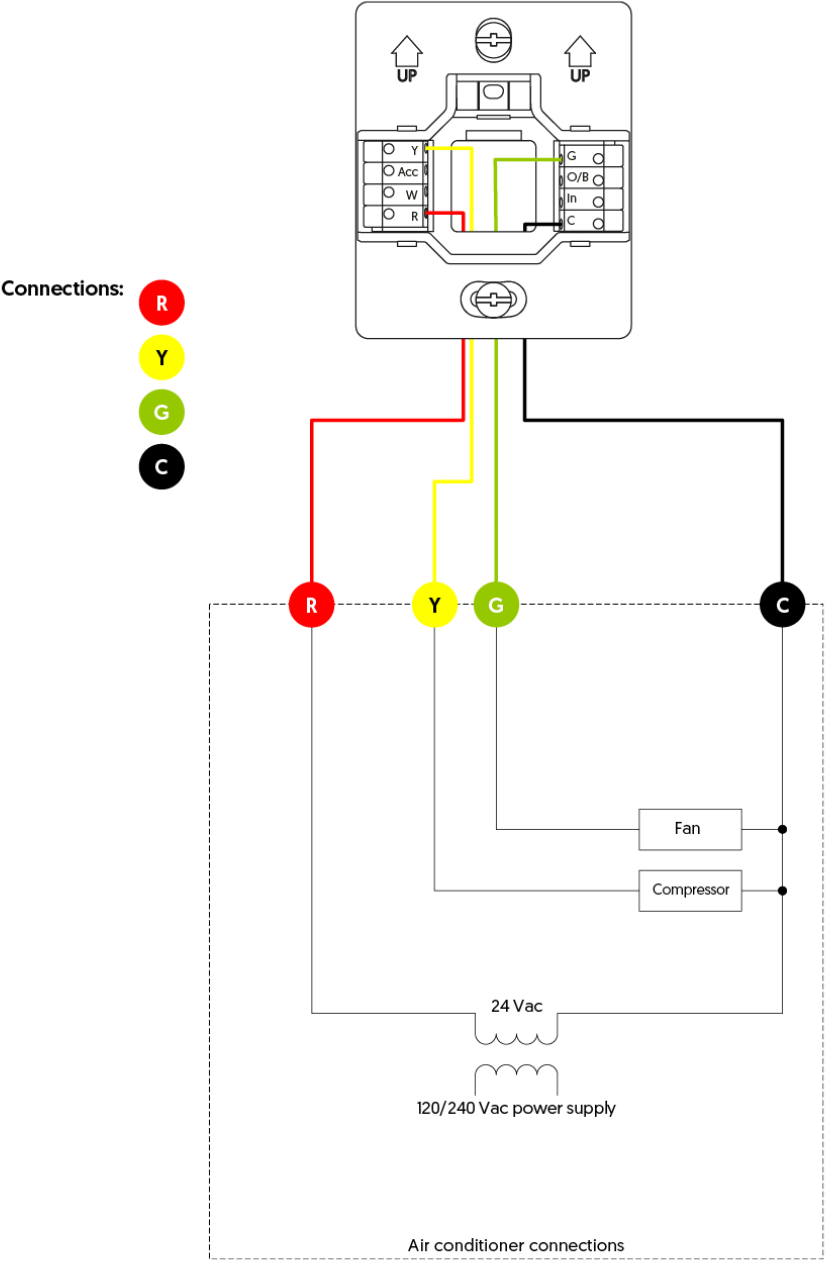 UP
UP
Y
Acc
W
R
G
O/B
In
C
Connections:
R
Y
G
C
R
Y
G
C
Fan
Compressor
24 Vac
120/240 Vac power supply
Air conditioner connections